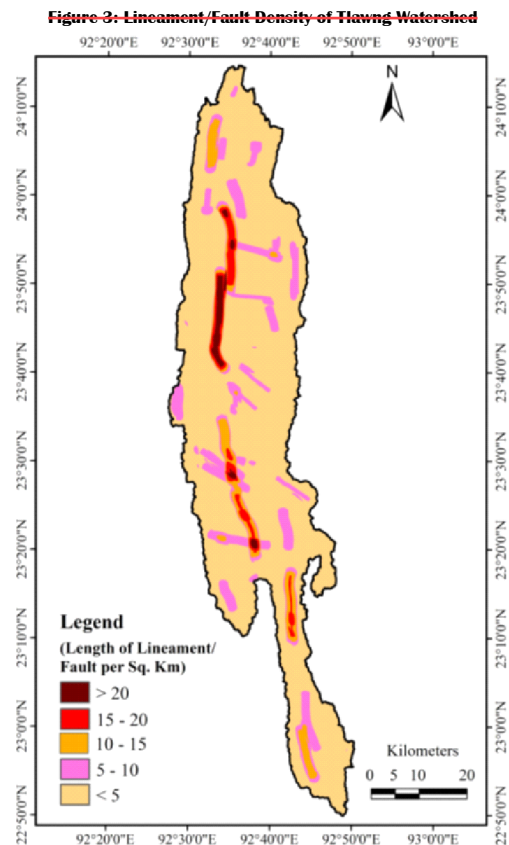 Figure 3: Lineament/Fault Density of Tlawng Watershed
92°20'0"E 92°30'0"E 92°40'0"E 92°50'0"E 93°0'0"E
N
24°10'0"N 24°10'0"N
24°0'0"N 24°0'0"N
23°50'0"N 23°50'0"N
23°40'0"N 23°40'0"N
23°30'0"N 23°30'0"N
23°20'0"N 23°20'0"N
23°10'0"N 23°10'0"N
23°0'0"N 23°0'0"N
22°50'0"N 22°50'0"N
Legend
(Length of Lineament/
Fault per Sq. Km)
> 20
15 - 20
10 - 15
5 - 10
< 5
Kilometers
0 5 10 20
92°20'0"E 92°30'0"E 92°40'0"E 92°50'0"E 93°0'0"E